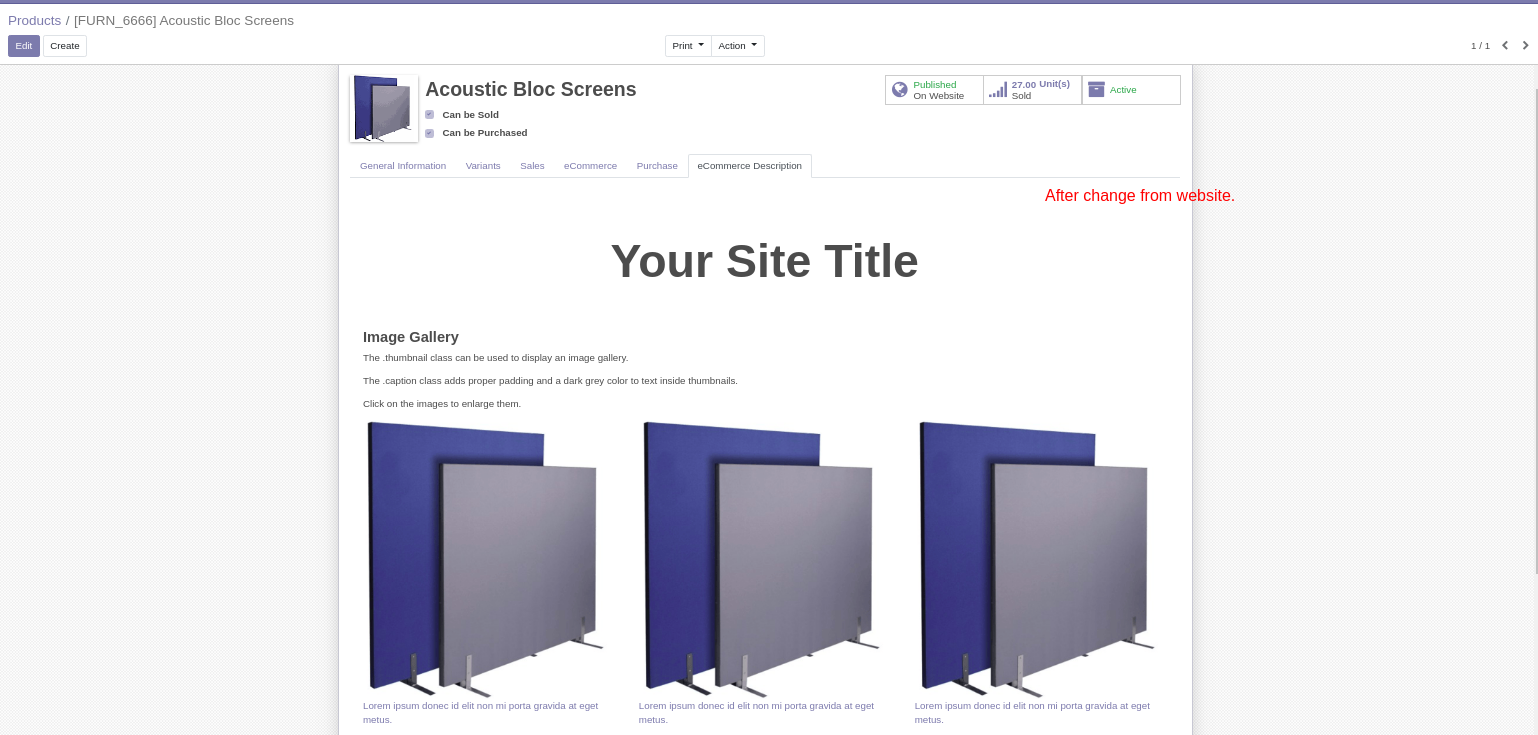 Products / [FURN_6666] Acoustic Bloc Screens
Edit Create Print Action 1 / 1
Acoustic Bloc Screens
Can be Sold
Can be Purchased
Published
On Website
27.00 Unit(s)
Sold
Active
General Information Variants Sales eCommerce Purchase eCommerce Description
After change from website.
Your Site Title
Image Gallery
The .thumbnail class can be used to display an image gallery.
The .caption class adds proper padding and a dark grey color to text inside thumbnails.
Click on the images to enlarge them.
Lorem ipsum donec id elit non mi porta gravida at eget
metus.
Lorem ipsum donec id elit non mi porta gravida at eget
metus.
Lorem ipsum donec id elit non mi porta gravida at eget
metus.